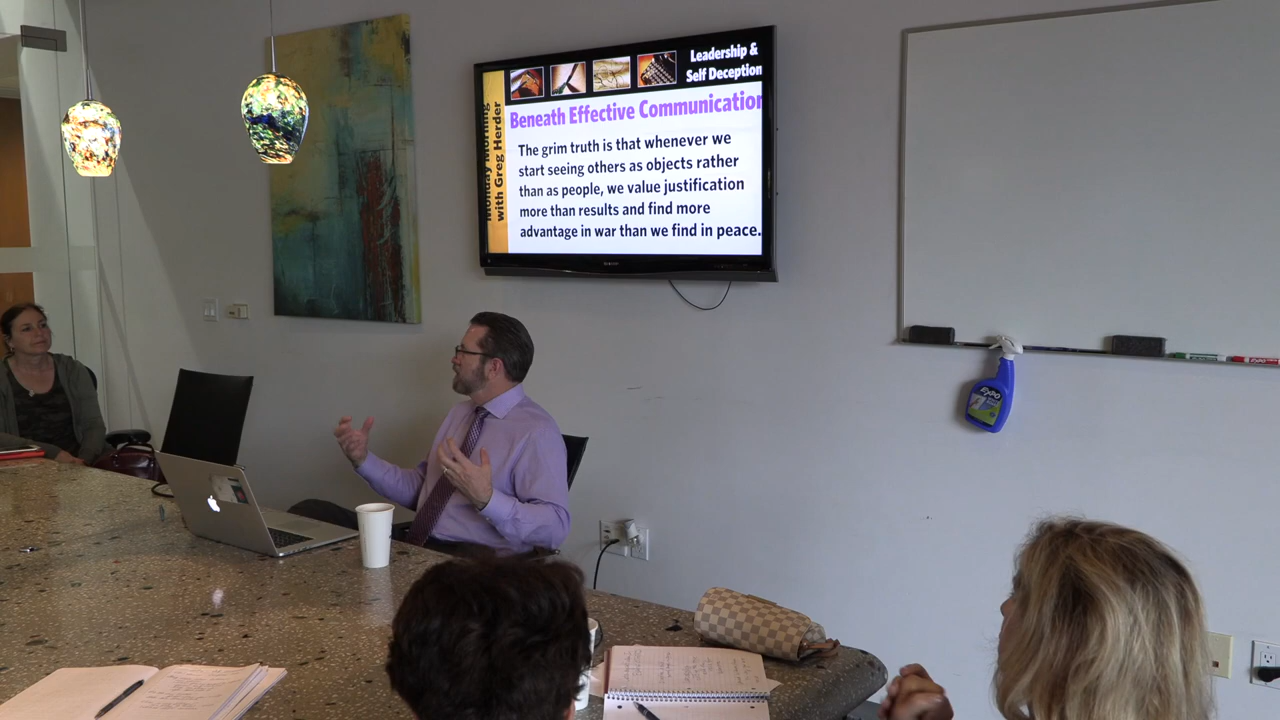 Leadership &
Self Deception
Monday Morning
with Greg Herder
Beneath Effective Communication
The grim truth is that whenever we
start seeing others as objects rather
than as people, we value justification
more than results and find more
advantage in war than we find in peace.
EXPO